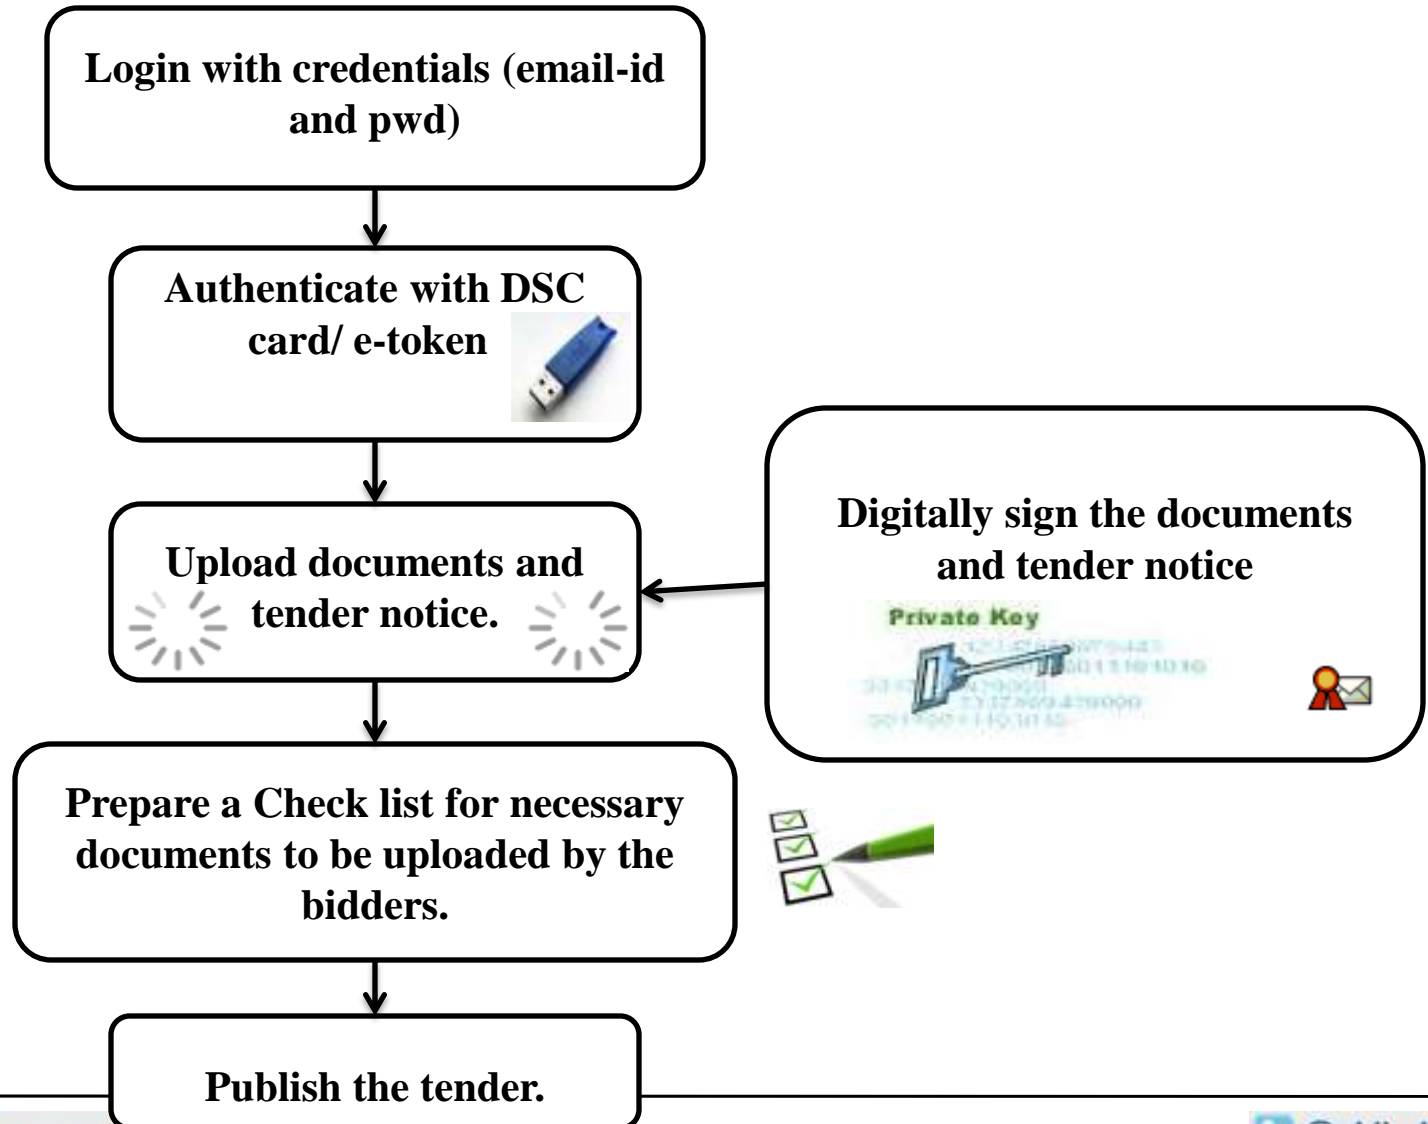 Login with credentials (email-id
and pwd)
Authenticate with DSC
card/ e-token
Upload documents and
tender notice.
Digitally sign the documents
and tender notice
Private Key
Prepare a Check list for necessary
documents to be uploaded by the
bidders.
Publish the tender.